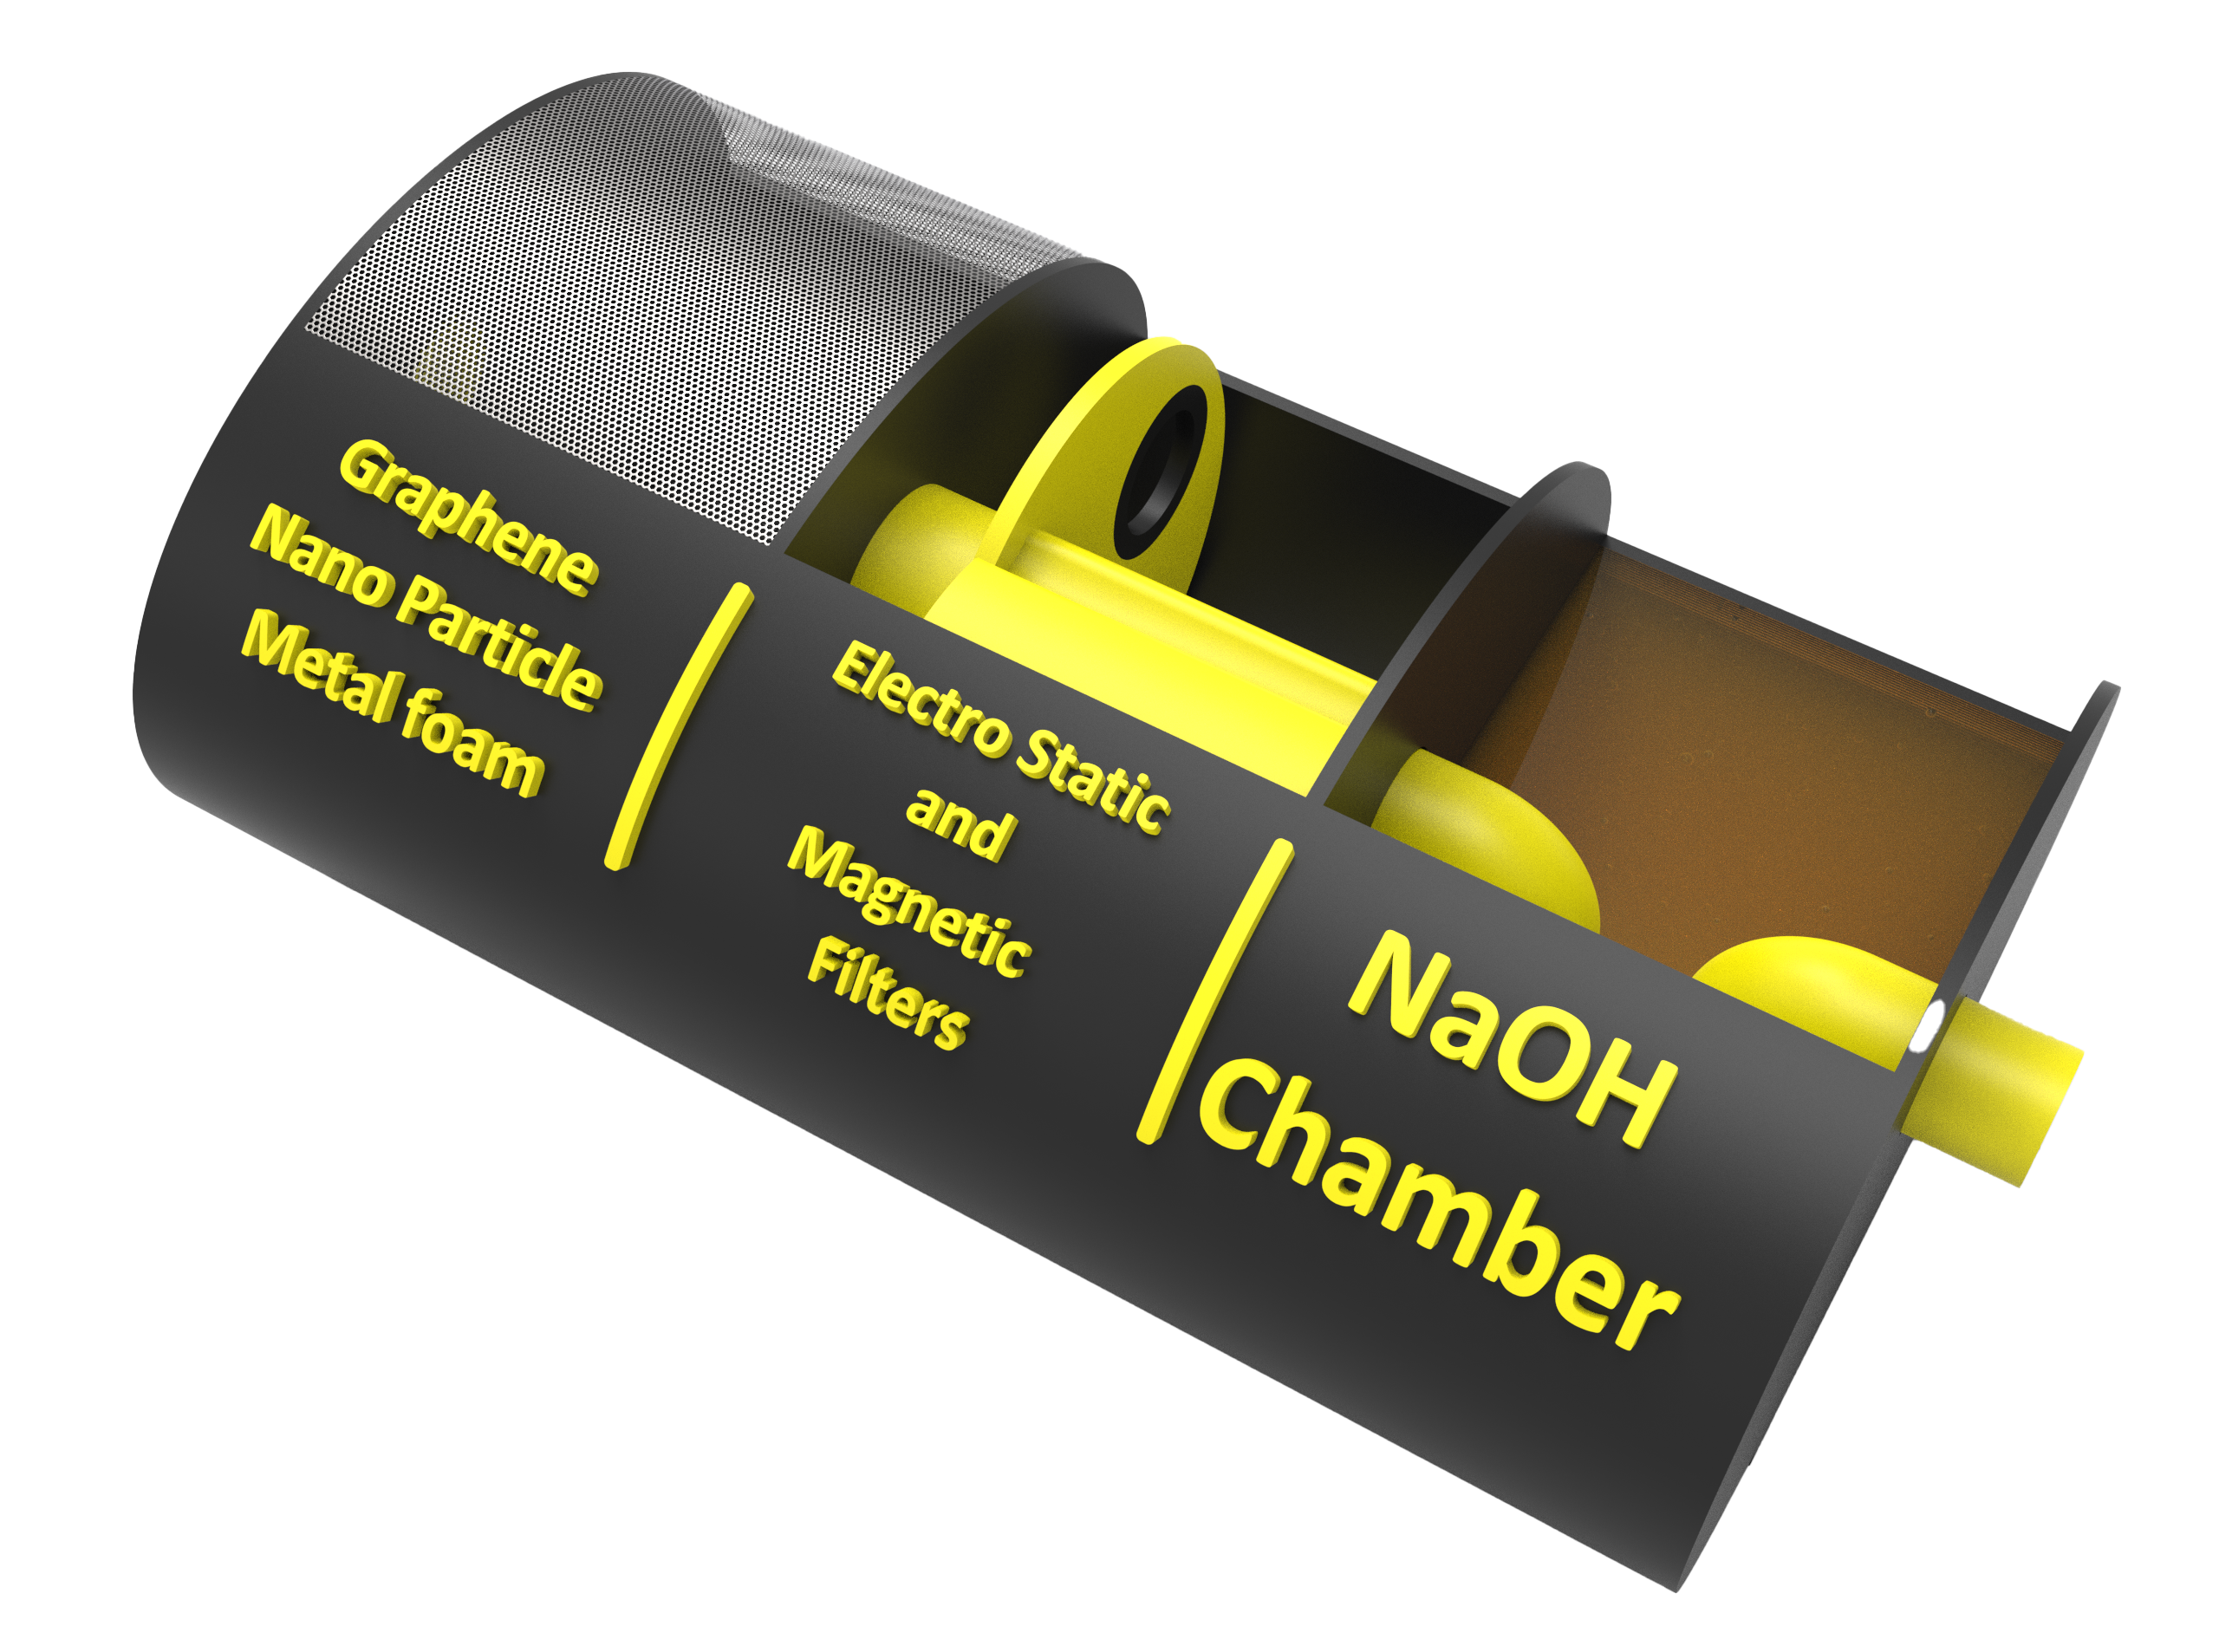 Graphene
Nano Particle
Metal foam
Electro Static
and
Magnetic
Filters
NaOH
Chamber